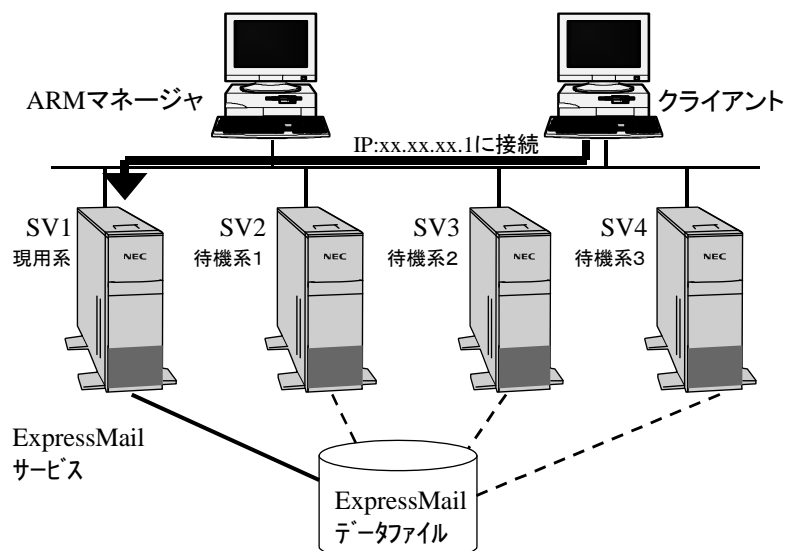 ARMマネージャ
クライアント
IP:xx.xx.xx.1に接続
SV1
現用系
SV2
待機系1
SV3
待機系2
SV4
待機系3
NEC
NEC
NEC
NEC
ExpressMail
サービス
ExpressMail
データファイル